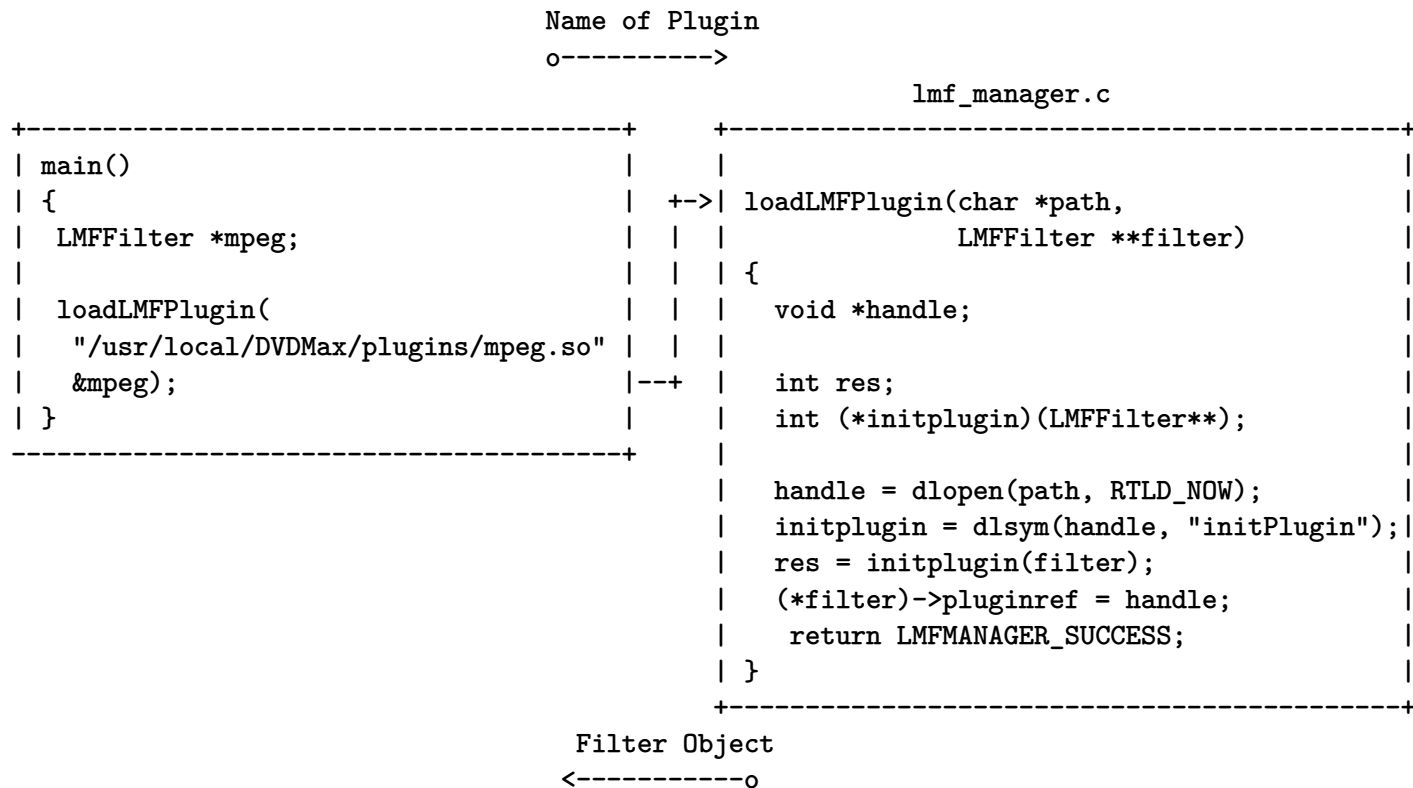 Name of Plugin
o---------->
lmf_manager.c
+---------------------------------------+     +--------------------------------------------+
| main()                                |     |                                            |
| {                                     |  +->| loadLMFPlugin(char *path,                  |
|  LMFFilter *mpeg;                     |  |  |               LMFFilter **filter)          |
|                                       |  |  | {                                          |
|  loadLMFPlugin(                       |  |  |   void *handle;                            |
|   "/usr/local/DVDMax/plugins/mpeg.so" |  |  |                                            |
|   &mpeg);                             |--+  |   int res;                                 |
| }                                     |     |   int (*initplugin)(LMFFilter**);          |
----------------------------------------+     |                                            |
|   handle = dlopen(path, RTLD_NOW);         |
|   initplugin = dlsym(handle, "initPlugin");|
|   res = initplugin(filter);                |
|   (*filter)->pluginref = handle;           |
|    return LMFMANAGER_SUCCESS;              |
| }                                          |
+--------------------------------------------+
Filter Object
<-----------o